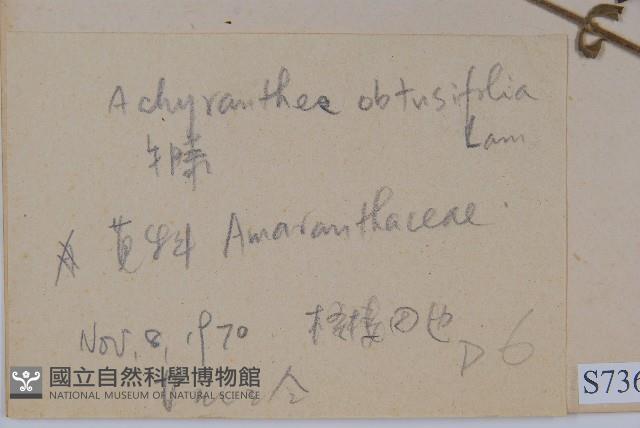 Achyranthes obtusifolia
Lam
牛膝
莧科 Amaranthaceae
Nov. 8, 1970
D6
國立自然科學博物館
NATIONAL MUSEUM OF NATURAL SCIENCE
S736